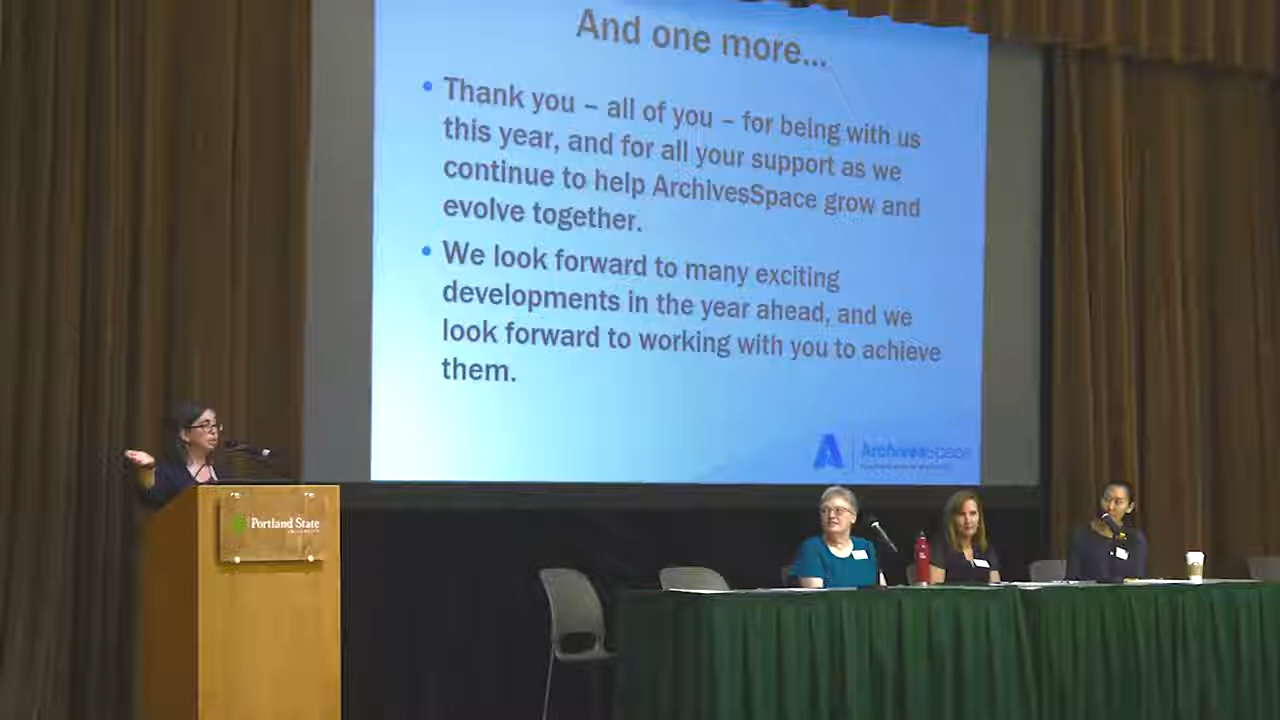 And one more...
• Thank you – all of you – for being with us
this year, and for all your support as we
continue to help ArchivesSpace grow and
evolve together.
• We look forward to many exciting
developments in the year ahead, and we
look forward to working with you to achieve
them.
ArchivesSpace
Portland State
UNIVERSITY